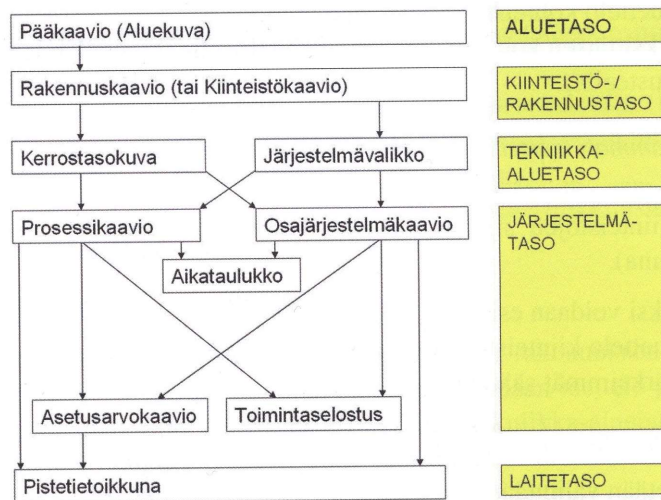 Pääkaavio (Aluekuva)
ALUETASO
Rakennuskaavio (tai Kiinteistökaavio)
KIINTEISTÖ-/
RAKENNUSTASO
Kerrostasokuva
Järjestelmävalikko
TEKNIIKKA-
ALUETASO
Prosessikaavio
Osajärjestelmäkaavio
JÄRJESTELMÄ-
TASO
Aikataulukko
Asetusarvokaavio
Toimintaselostus
Pistetietoikkuna
LAITETASO